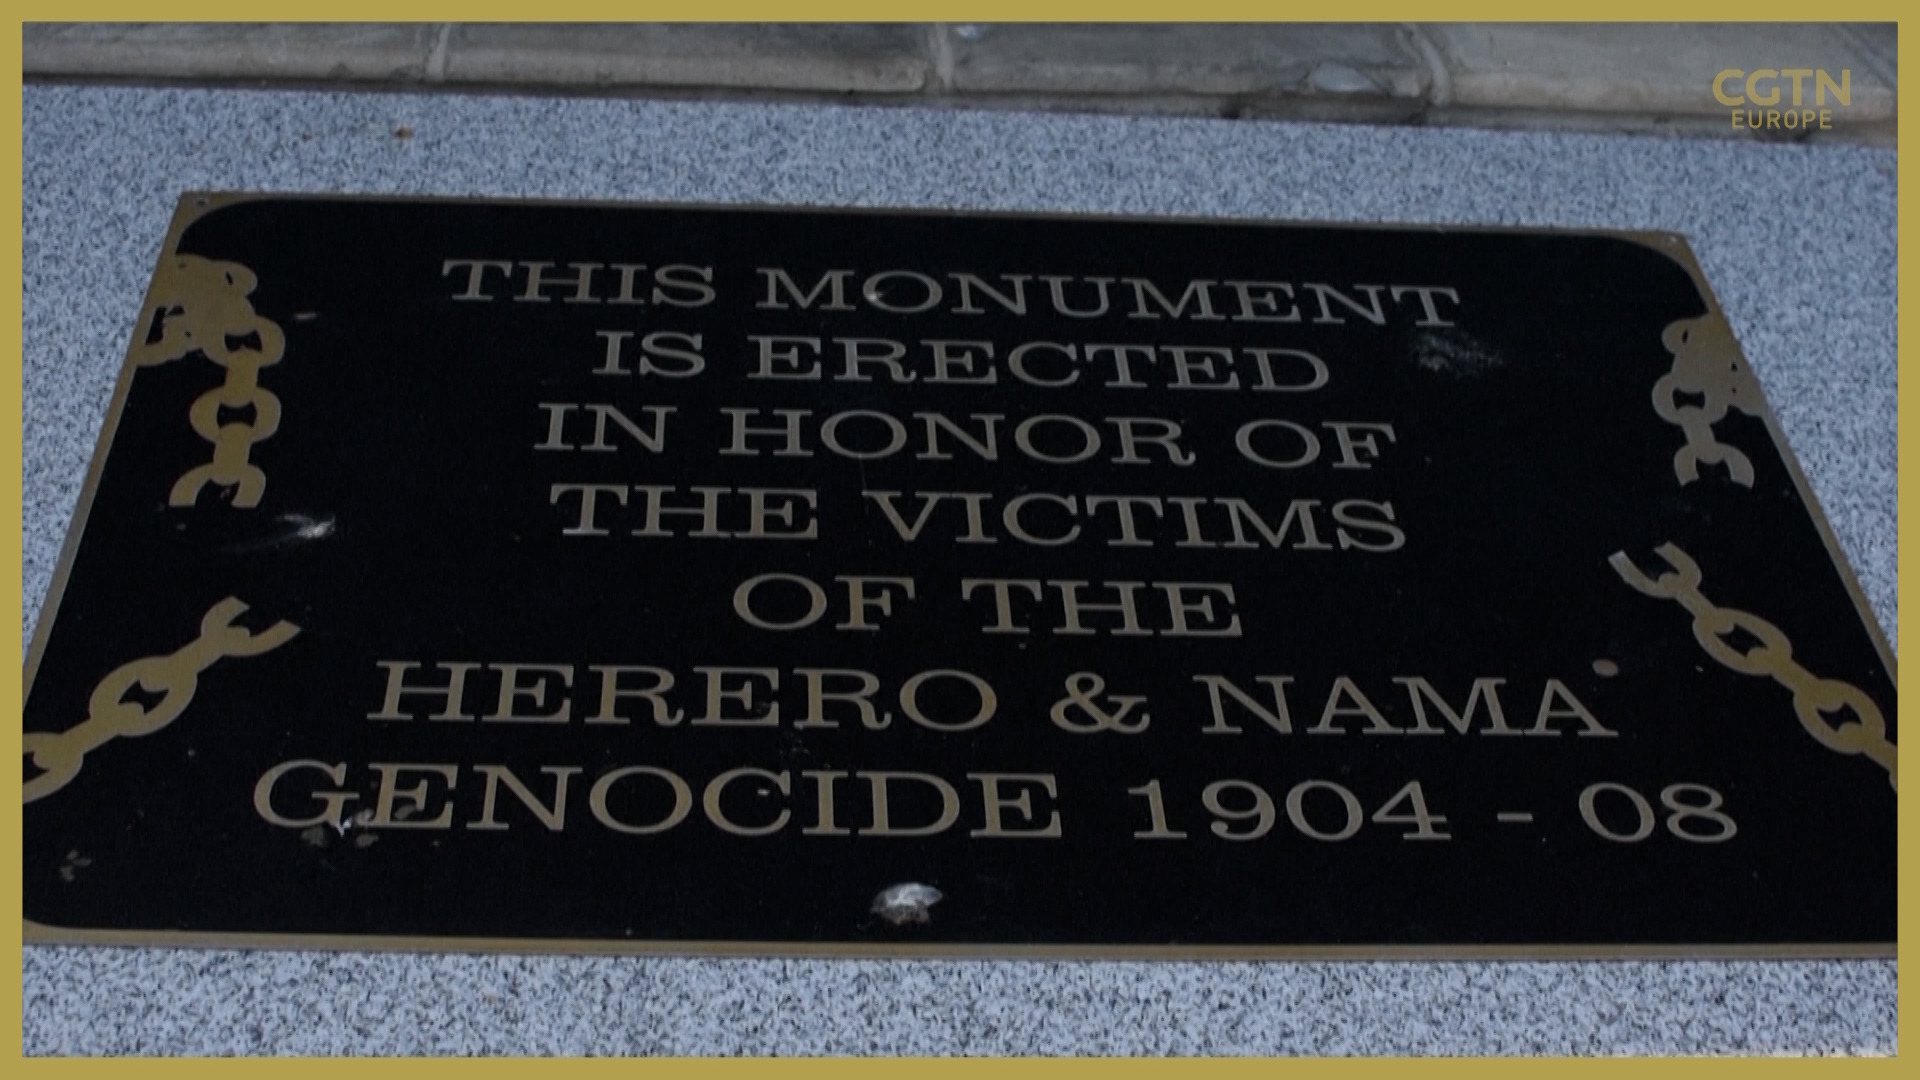 CGTN
EUROPE
THIS MONUMENT
IS ERECTED
IN HONOR OF
THE VICTIMS
OF THE
HERERO & NAMA
GENOCIDE 1904 - 08